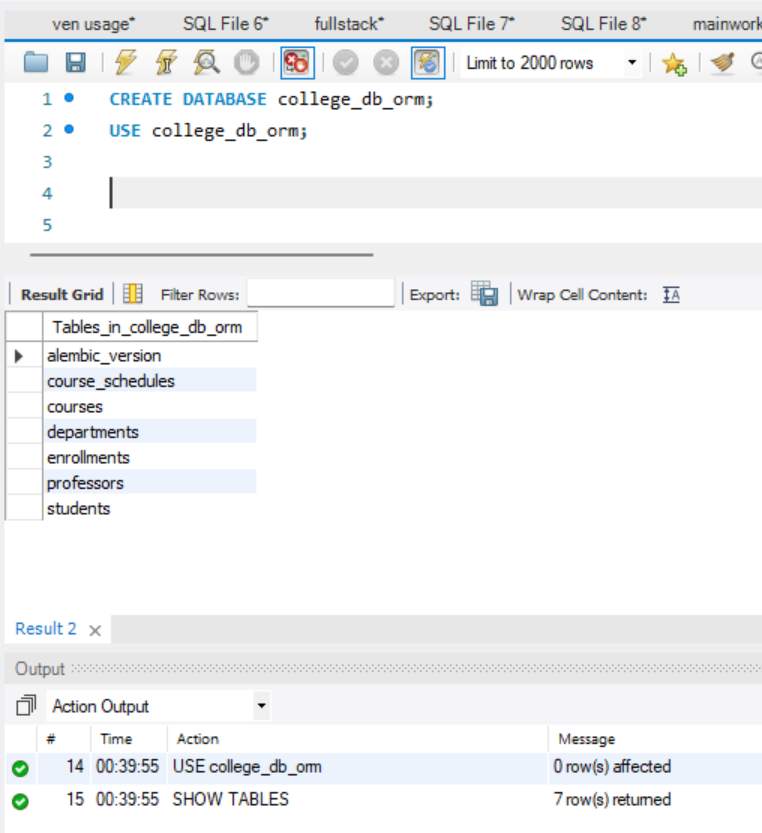 ven usage* SQL File 6* fullstack* SQL File 7* SQL File 8* mainwork
Limit to 2000 rows
1 CREATE DATABASE college_db_orm;
2 USE college_db_orm;
3
4
5
Result Grid Filter Rows: Export: Wrap Cell Content: IA
Tables_in_college_db_orm
alembic_version
course_schedules
courses
departments
enrollments
professors
students
Result 2
Output
Action Output
# Time Action Message
14 00:39:55 USE college_db_orm 0 row(s) affected
15 00:39:55 SHOW TABLES 7 row(s) returned